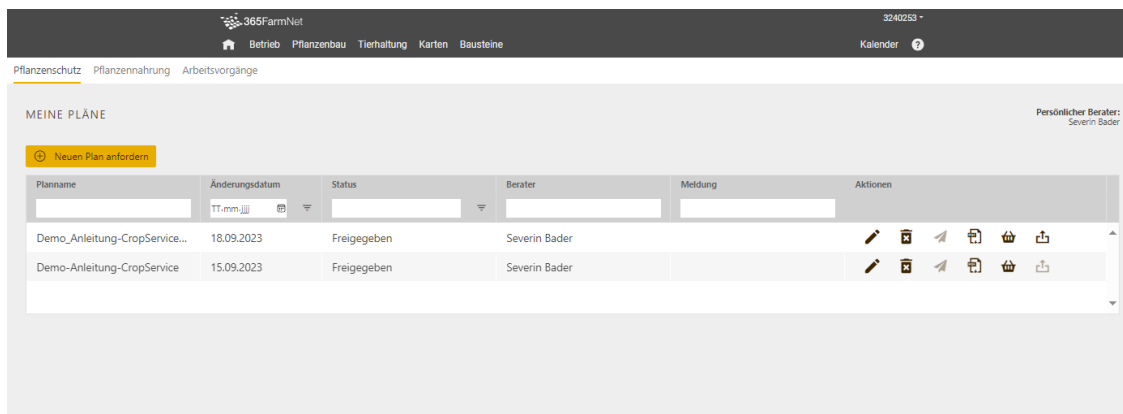 365FarmNet
3240253
Betrieb Pflanzenbau Tierhaltung Karten Bausteine
Kalender ?
Pflanzenschutz Pflanzennahrung Arbeitsvorgänge
MEINE PLÄNE
Persönlicher Berater:
Severin Bader
Neuen Plan anfordern
Planname Änderungsdatum Status Berater Meldung Aktionen
TT.mm.jjjj
Demo_Anleitung-CropService... 18.09.2023 Freigegeben Severin Bader
Demo-Anleitung-CropService 15.09.2023 Freigegeben Severin Bader